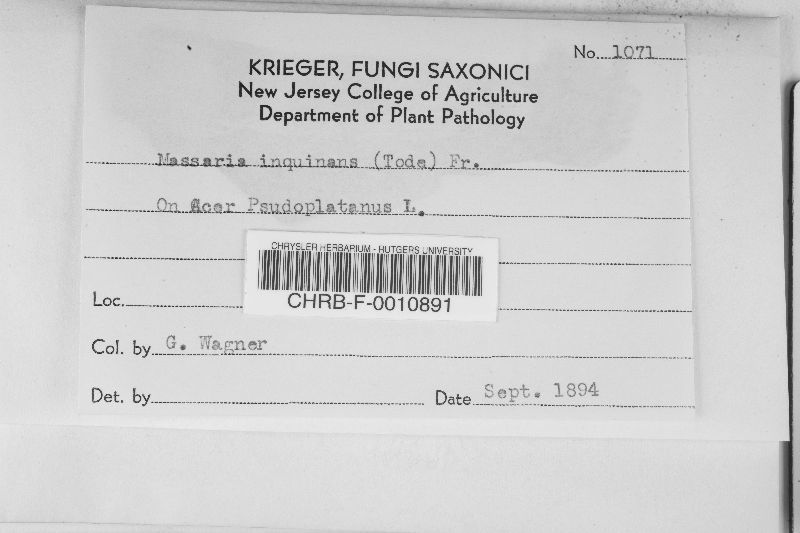 No. 1071
KRIEGER, FUNGI SAXONICI
New Jersey College of Agriculture
Department of Plant Pathology
Massaria inquinans (Tode) Fr.
On Acer Psudoplatanus L.
CHRYSLER HERBARIUM - RUTGERS UNIVERSITY
CHRB-F-0010891
Loc.
Col. by G. Wagner
Det. by
Date Sept. 1894